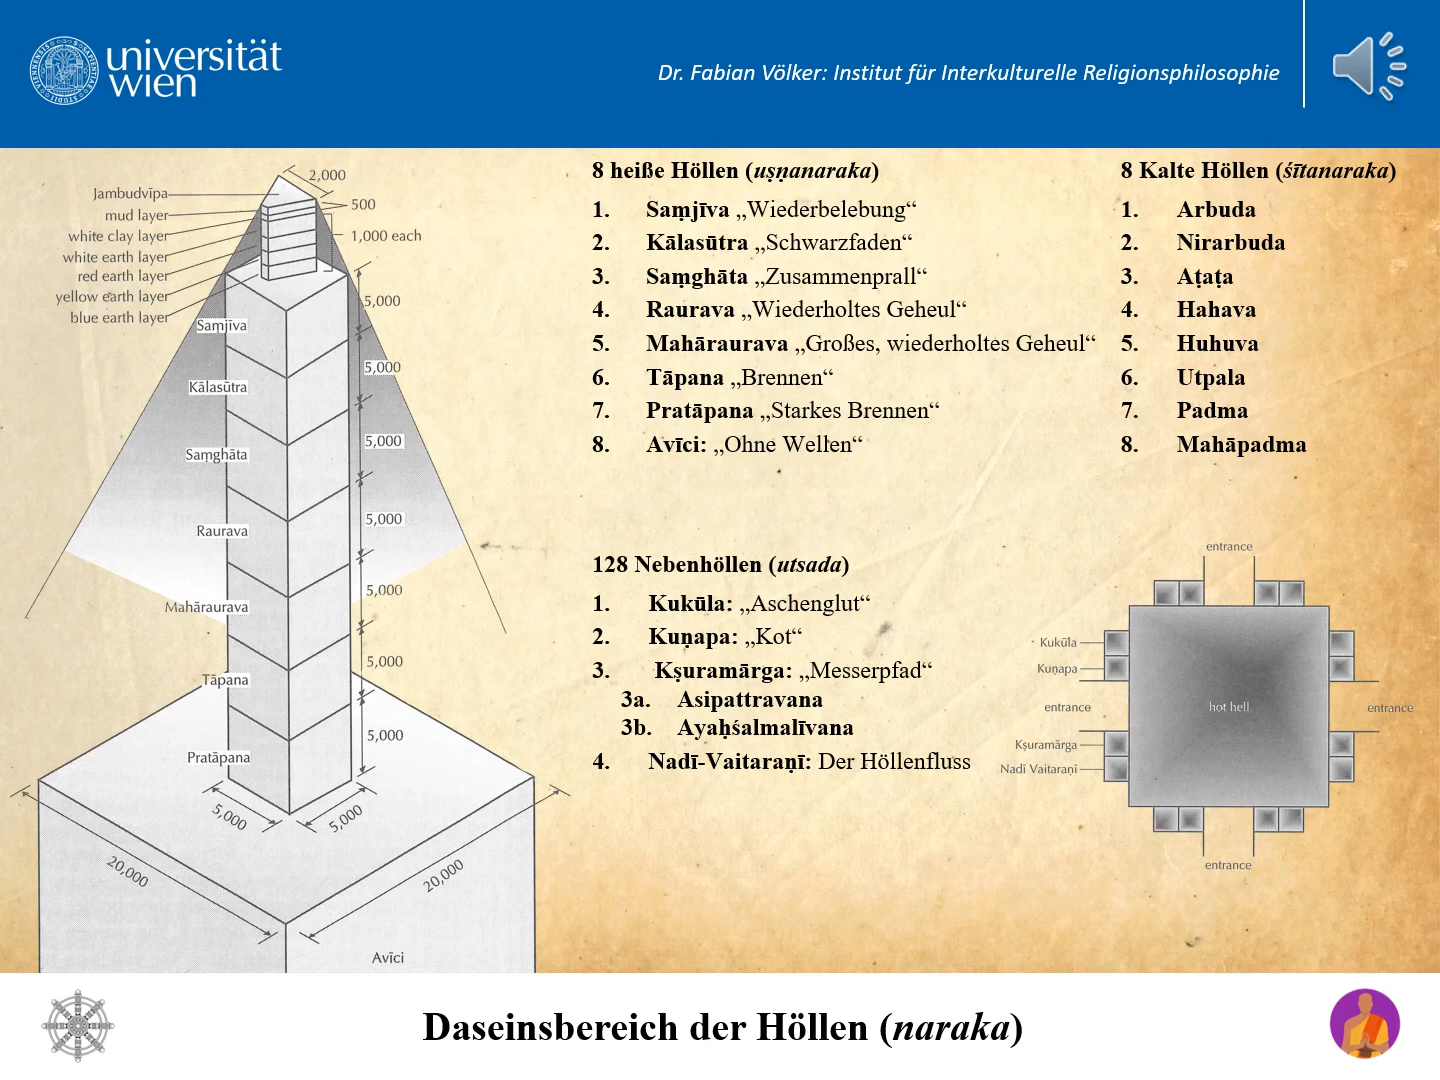 universität
wien
Dr. Fabian Völker: Institut für Interkulturelle Religionsphilosophie
2,000
Jambudvīpa
500
mud layer
white clay layer
1,000 each
white earth layer
red earth layer
yellow earth layer
5,000
blue earth layer
Saṃjīva
5,000
Kālasūtra
5,000
Saṃghāta
5,000
Raurava
5,000
Mahāraurava
5,000
Tāpana
5,000
Pratāpana
5,000
5,000
20,000
20,000
Avīci
8 heiße Höllen (uṣṇanaraka)
1. Saṃjīva „Wiederbelebung“
2. Kālasūtra „Schwarzfaden“
3. Saṃghāta „Zusammenprall“
4. Raurava „Wiederholtes Geheul“
5. Mahāraurava „Großes, wiederholtes Geheul“
6. Tāpana „Brennen“
7. Pratāpana „Starkes Brennen“
8. Avīci: „Ohne Wellen“
8 Kalte Höllen (śītanaraka)
1. Arbuda
2. Nirarbuda
3. Aṭaṭa
4. Hahava
5. Huhuva
6. Utpala
7. Padma
8. Mahāpadma
128 Nebenhöllen (utsada)
1. Kukūla: „Aschenglut“
2. Kuṇapa: „Kot“
3. Kṣuramārga: „Messerpfad“
3a. Asipattravana
3b. Ayaḥśalmalīvana
4. Nadī-Vaitaraṇī: Der Höllenfluss
entrance
Kukūla
Kuṇapa
entrance
hot hell
entrance
Kṣuramārga
Nadī Vaitaraṇī
entrance
Daseinsbereich der Höllen (naraka)